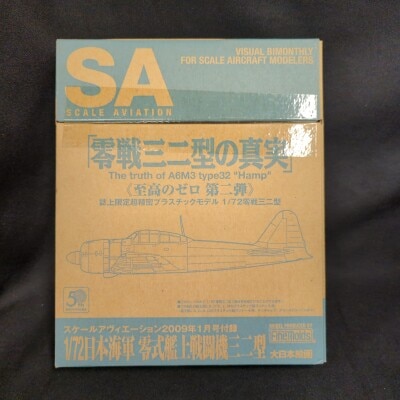 SA
SCALE AVIATION
VISUAL BIMONTHLY
FOR SCALE AIRCRAFT MODELERS
「零戦三二型の真実」
The truth of A6M3 type32 "Hamp"
《至高のゼロ 第二弾》
誌上限定超精密プラスチックモデル 1/72零戦三二型
50
スケールアヴィエーション2009年1月号付録
1/72日本海軍 零式艦上戦闘機三二型
FineMolds
大日本絵画